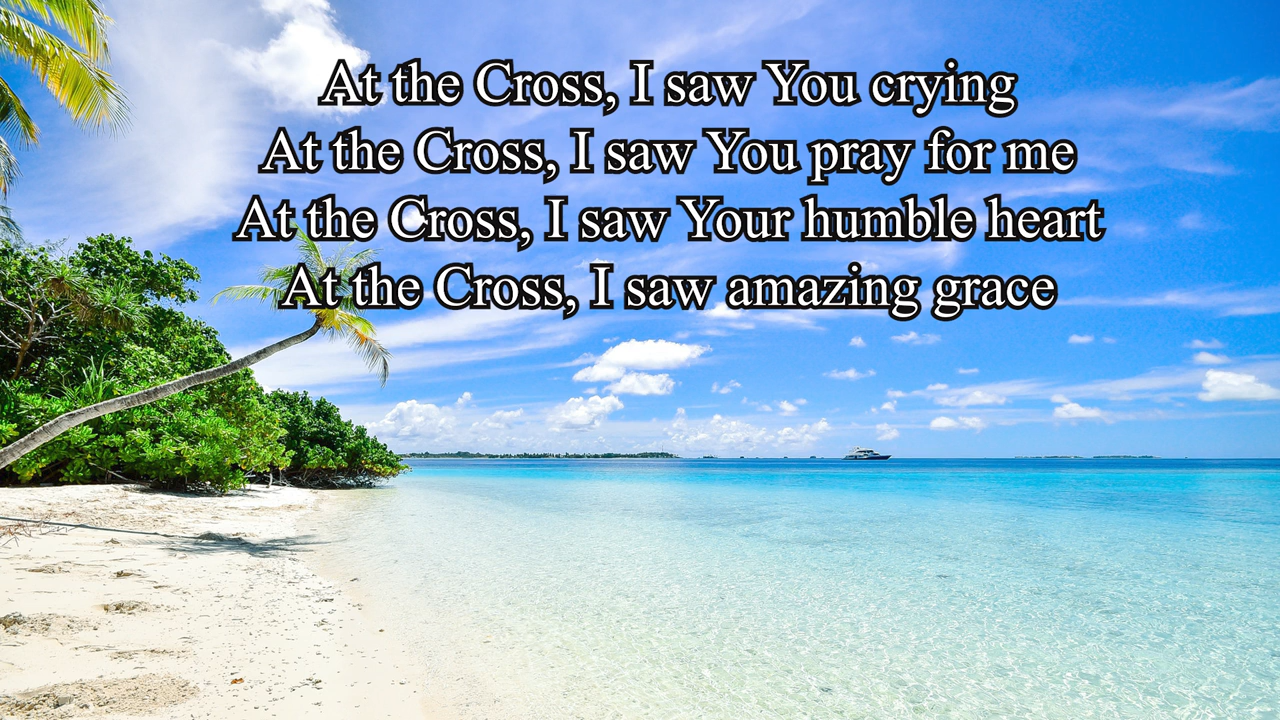 At the Cross, I saw You crying
At the Cross, I saw You pray for me
At the Cross, I saw Your humble heart
At the Cross, I saw amazing grace